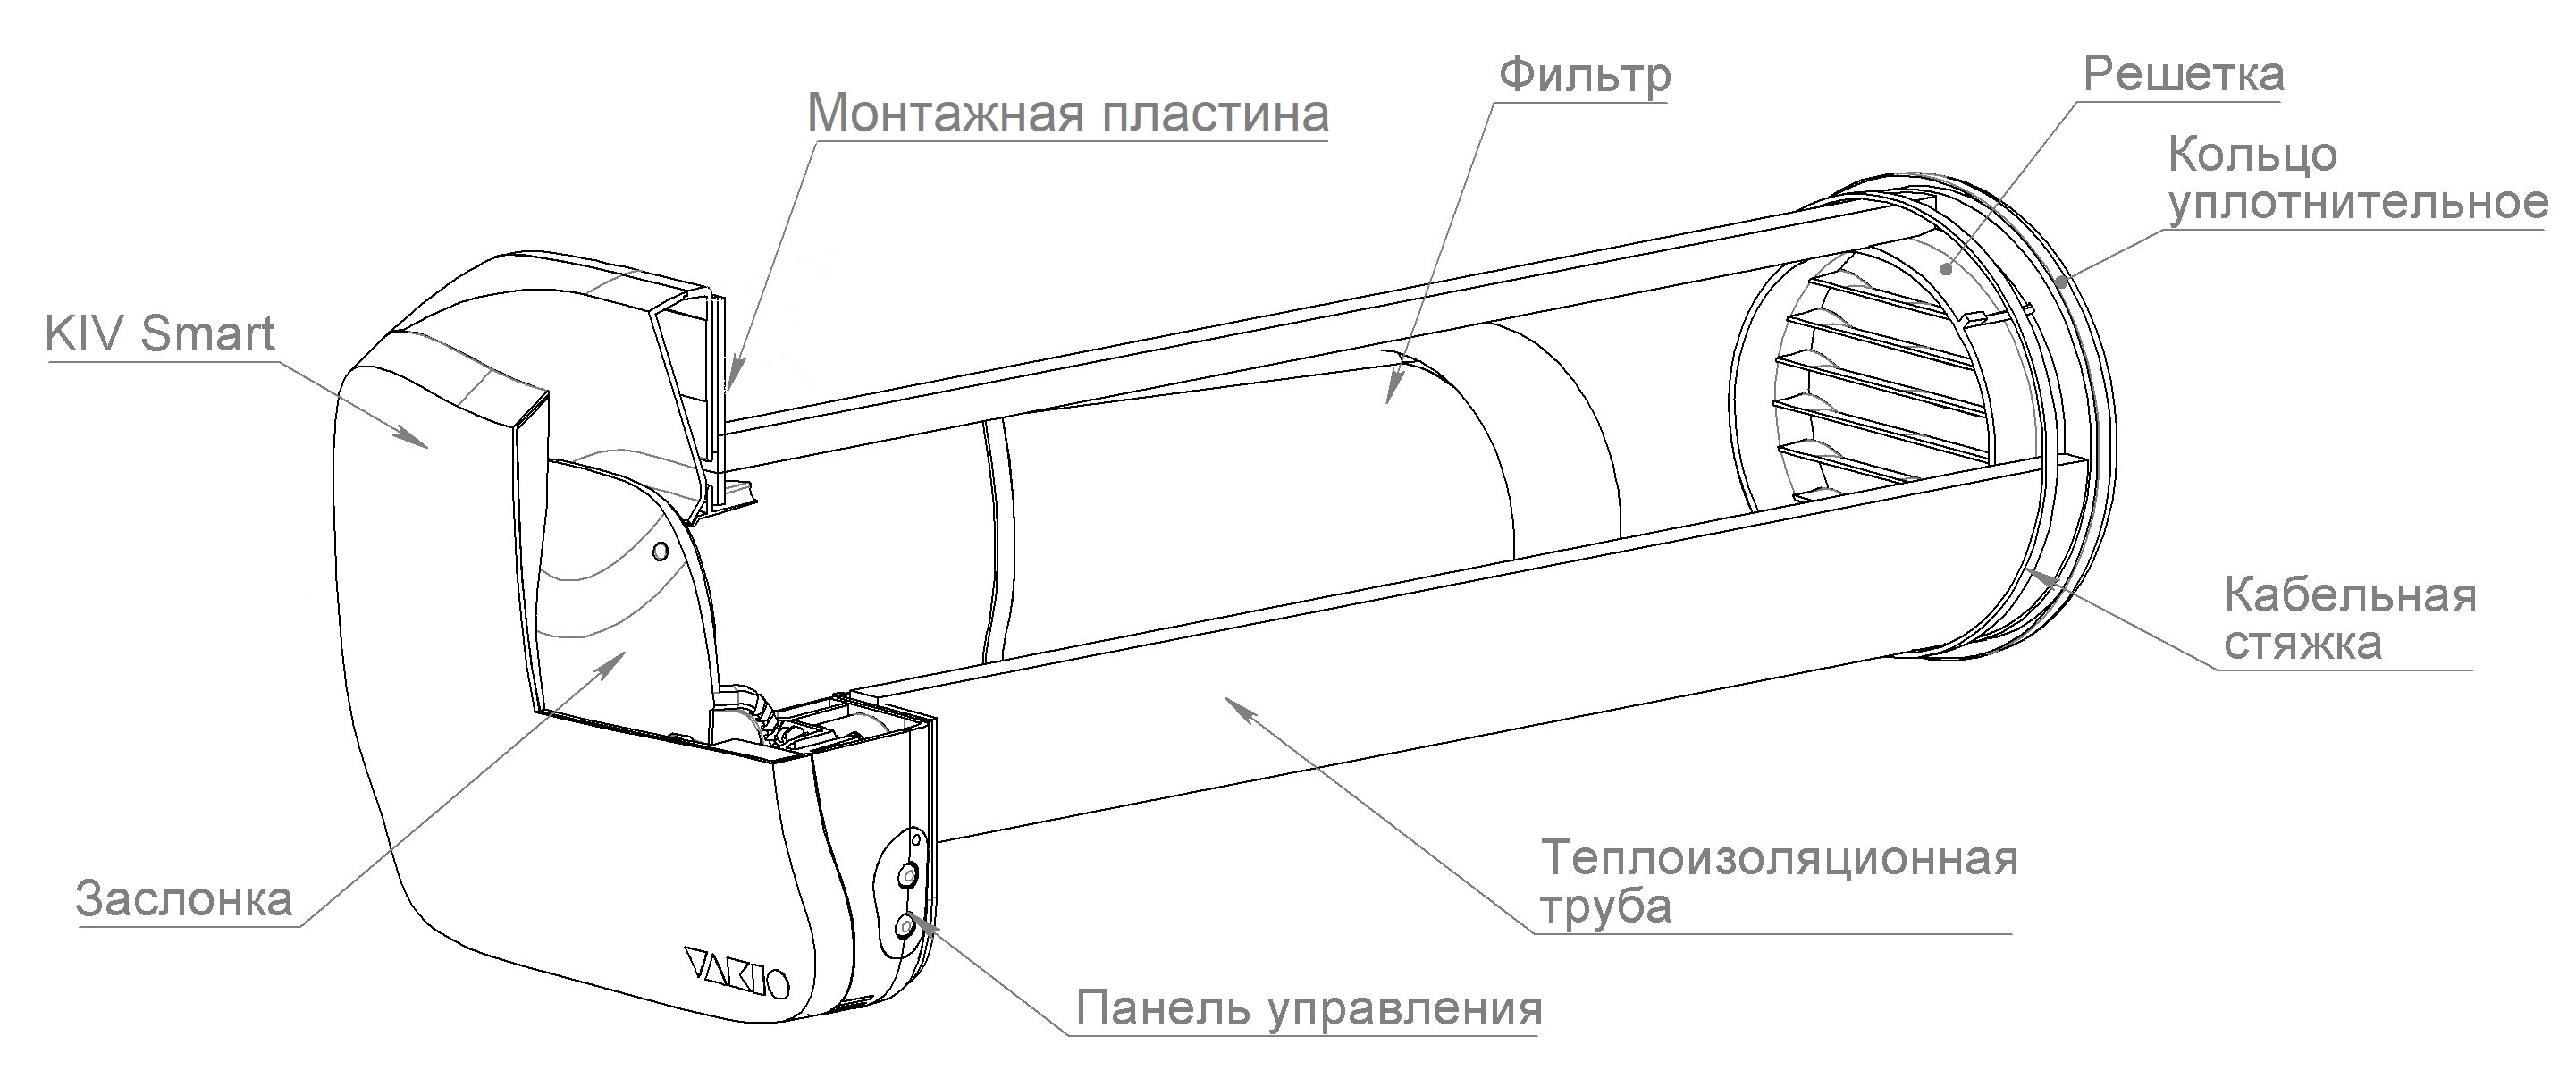 Фильтр
Решетка
Монтажная пластина
Кольцо
уплотнительное
KIV Smart
Кабельная
стяжка
Теплоизоляционная
труба
Заслонка
VAKIO
Панель управления